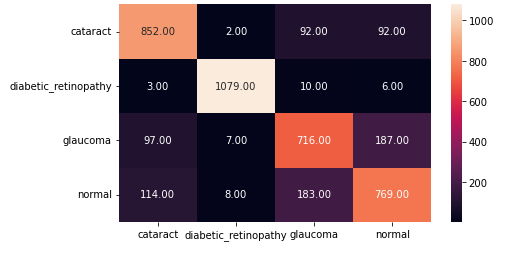 cataract 852.00 2.00 92.00 92.00
diabetic_retinopathy 3.00 1079.00 10.00 6.00
glaucoma 97.00 7.00 716.00 187.00
normal 114.00 8.00 183.00 769.00
cataract diabetic_retinopathy glaucoma normal
1000
800
600
400
200